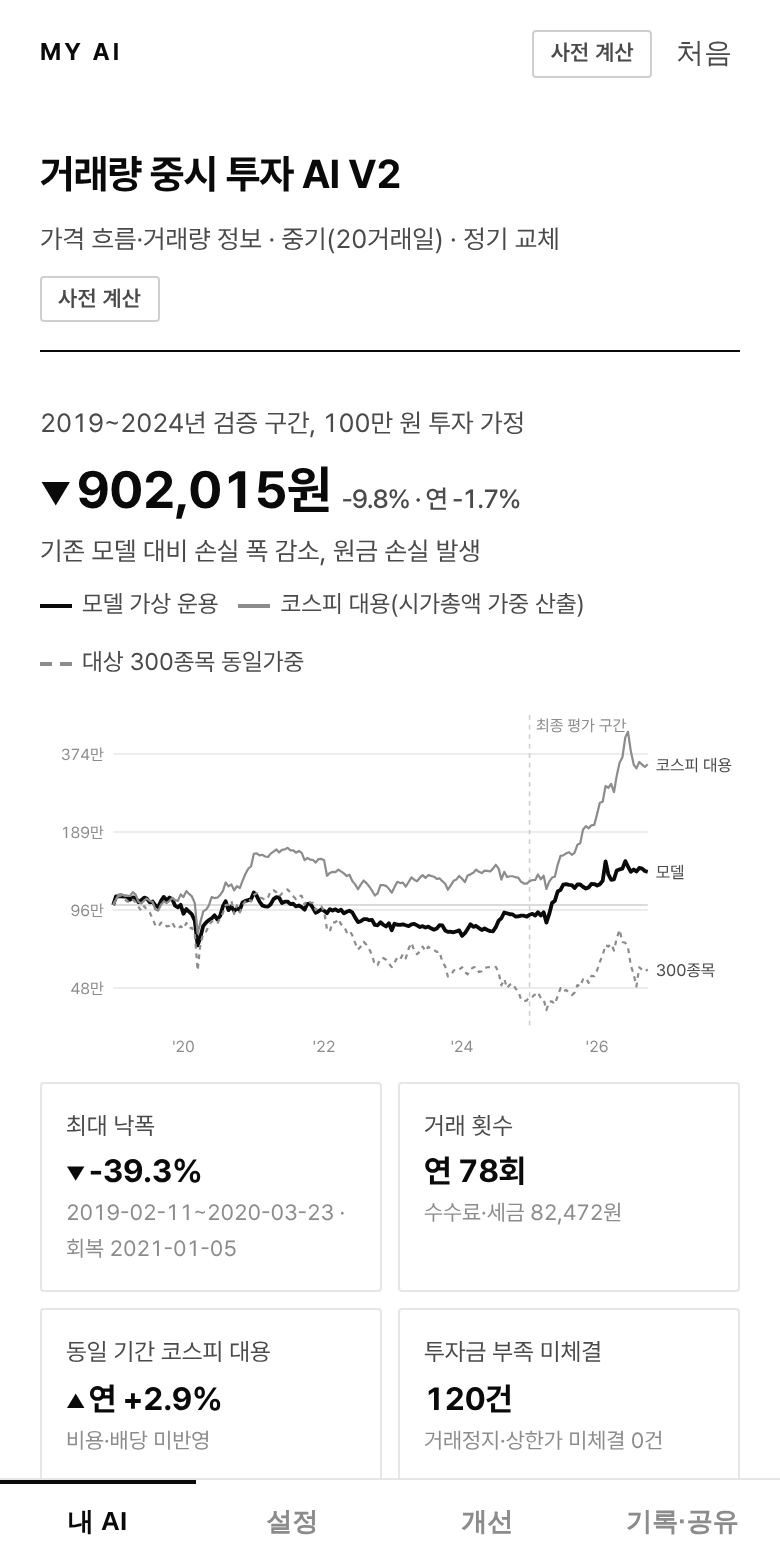 MY AI
사전 계산
처음
거래량 중시 투자 AI V2
가격 흐름·거래량 정보 · 중기(20거래일) · 정기 교체
사전 계산
2019~2024년 검증 구간, 100만 원 투자 가정
▼902,015원 -9.8% · 연 -1.7%
기존 모델 대비 손실 폭 감소, 원금 손실 발생
모델 가상 운용
코스피 대용(시가총액 가중 산출)
대상 300종목 동일가중
최종 평가 구간
374만
코스피 대용
189만
모델
96만
300종목
48만
'20
'22
'24
'26
최대 낙폭
▼-39.3%
2019-02-11~2020-03-23 ·
회복 2021-01-05
거래 횟수
연 78회
수수료·세금 82,472원
동일 기간 코스피 대용
▲연 +2.9%
비용·배당 미반영
투자금 부족 미체결
120건
거래정지·상한가 미체결 0건
내 AI
설정
개선
기록·공유